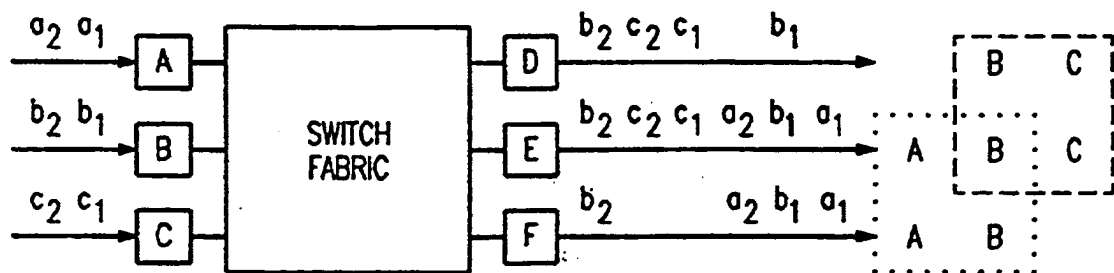 a₂ a₁ A D b₂ c₂ c₁ b₁ B C
b₂ b₁ B SWITCH FABRIC E b₂ c₂ c₁ a₂ b₁ a₁ A B C
c₂ c₁ C F b₂ a₂ b₁ a₁ A B